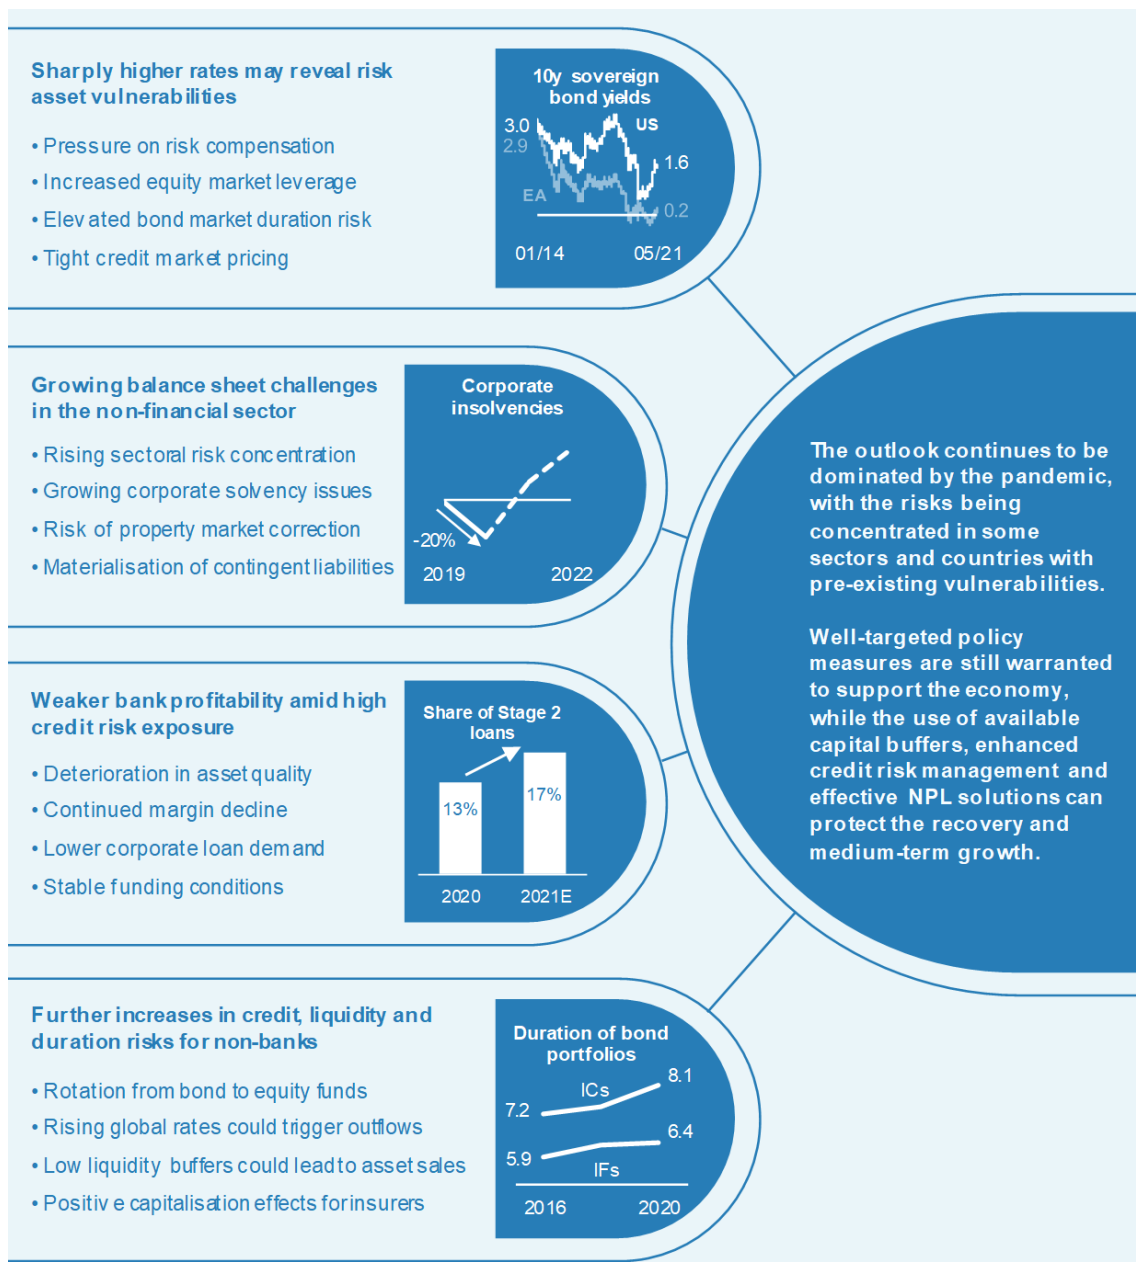 Sharply higher rates may reveal risk
asset vulnerabilities
• Pressure on risk compensation
• Increased equity market leverage
• Elevated bond market duration risk
• Tight credit market pricing
10y sovereign
bond yields
3.0
2.9
US
1.6
EA
0.2
01/14
05/21
Growing balance sheet challenges
in the non-financial sector
• Rising sectoral risk concentration
• Growing corporate solvency issues
• Risk of property market correction
• Materialisation of contingent liabilities
Corporate
insolvencies
-20%
2019
2022
Weaker bank profitability amid high
credit risk exposure
• Deterioration in asset quality
• Continued margin decline
• Lower corporate loan demand
• Stable funding conditions
Share of Stage 2
loans
13%
17%
2020
2021E
Further increases in credit, liquidity and
duration risks for non-banks
• Rotation from bond to equity funds
• Rising global rates could trigger outflows
• Low liquidity buffers could lead to asset sales
• Positive capitalisation effects for insurers
Duration of bond
portfolios
ICs
8.1
7.2
6.4
5.9
IFs
2016
2020
The outlook continues to be
dominated by the pandemic,
with the risks being
concentrated in some
sectors and countries with
pre-existing vulnerabilities.
Well-targeted policy
measures are still warranted
to support the economy,
while the use of available
capital buffers, enhanced
credit risk management and
effective NPL solutions can
protect the recovery and
medium-term growth.